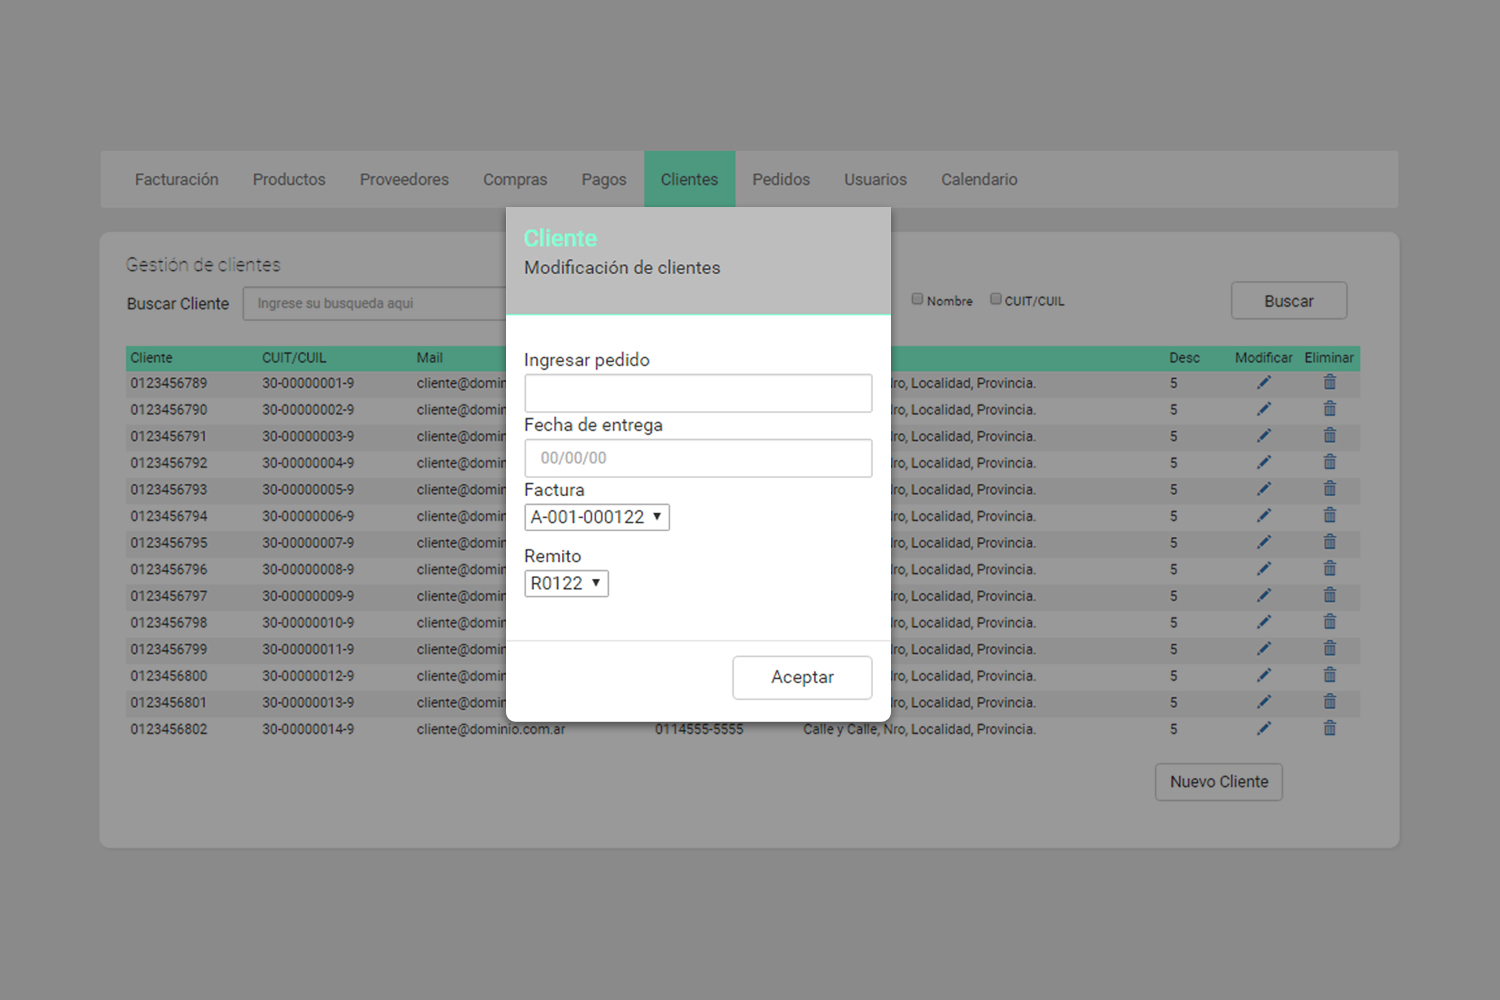 Facturación Productos Proveedores Compras Pagos Clientes Pedidos Usuarios Calendario
Gestión de clientes
Buscar Cliente Ingrese su busqueda aqui Nombre CUIT/CUIL Buscar
Cliente CUIT/CUIL Mail Desc Modificar Eliminar
0123456789 30-00000001-9 cliente@domin ro, Localidad, Provincia. 5
0123456790 30-00000002-9 cliente@domin ro, Localidad, Provincia. 5
0123456791 30-00000003-9 cliente@domin ro, Localidad, Provincia. 5
0123456792 30-00000004-9 cliente@domin ro, Localidad, Provincia. 5
0123456793 30-00000005-9 cliente@domin ro, Localidad, Provincia. 5
0123456794 30-00000006-9 cliente@domin ro, Localidad, Provincia. 5
0123456795 30-00000007-9 cliente@domin ro, Localidad, Provincia. 5
0123456796 30-00000008-9 cliente@domin ro, Localidad, Provincia. 5
0123456797 30-00000009-9 cliente@domin ro, Localidad, Provincia. 5
0123456798 30-00000010-9 cliente@domin ro, Localidad, Provincia. 5
0123456799 30-00000011-9 cliente@domin ro, Localidad, Provincia. 5
0123456800 30-00000012-9 cliente@domin ro, Localidad, Provincia. 5
0123456801 30-00000013-9 cliente@domin ro, Localidad, Provincia. 5
0123456802 30-00000014-9 cliente@dominio.com.ar 0114555-5555 Calle y Calle, Nro, Localidad, Provincia. 5
Nuevo Cliente
Cliente
Modificación de clientes
Ingresar pedido
Fecha de entrega
00/00/00
Factura
A-001-000122
Remito
R0122
Aceptar